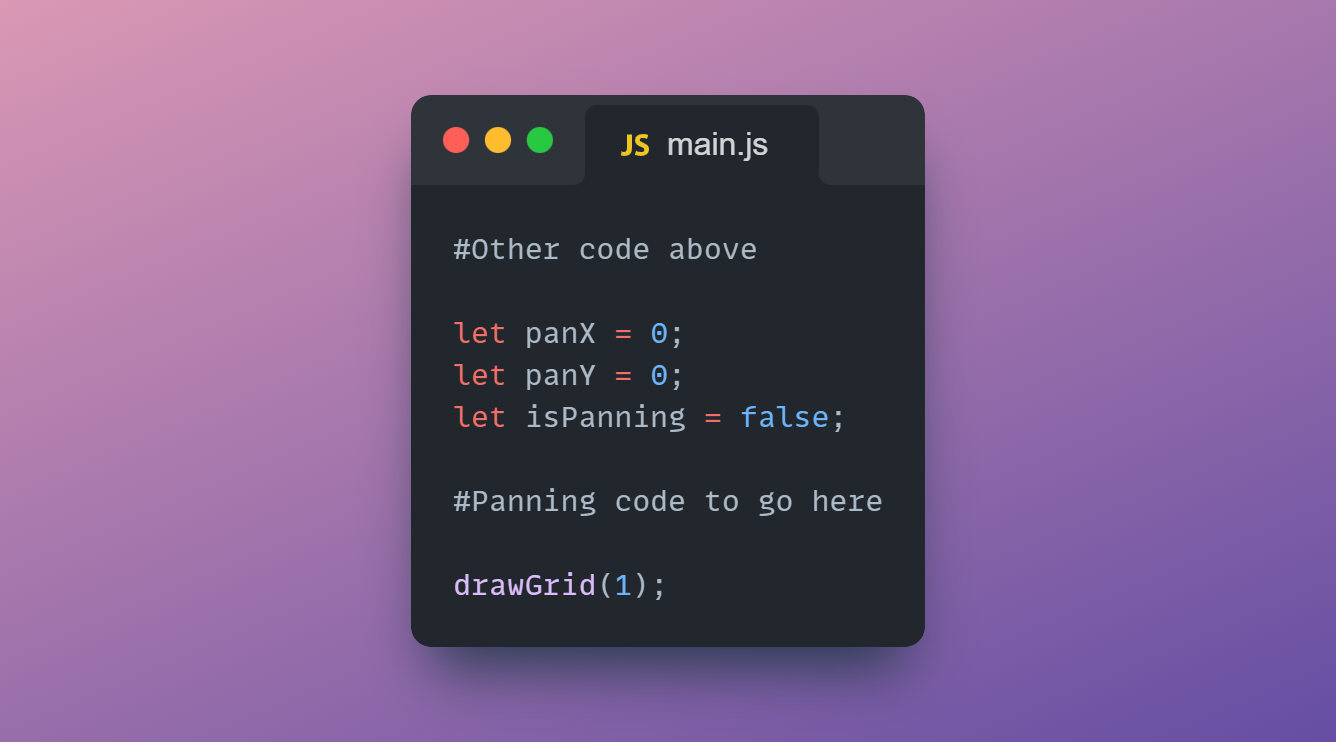 JS main.js
#Other code above
let panX = 0;
let panY = 0;
let isPanning = false;
#Panning code to go here
drawGrid(1);